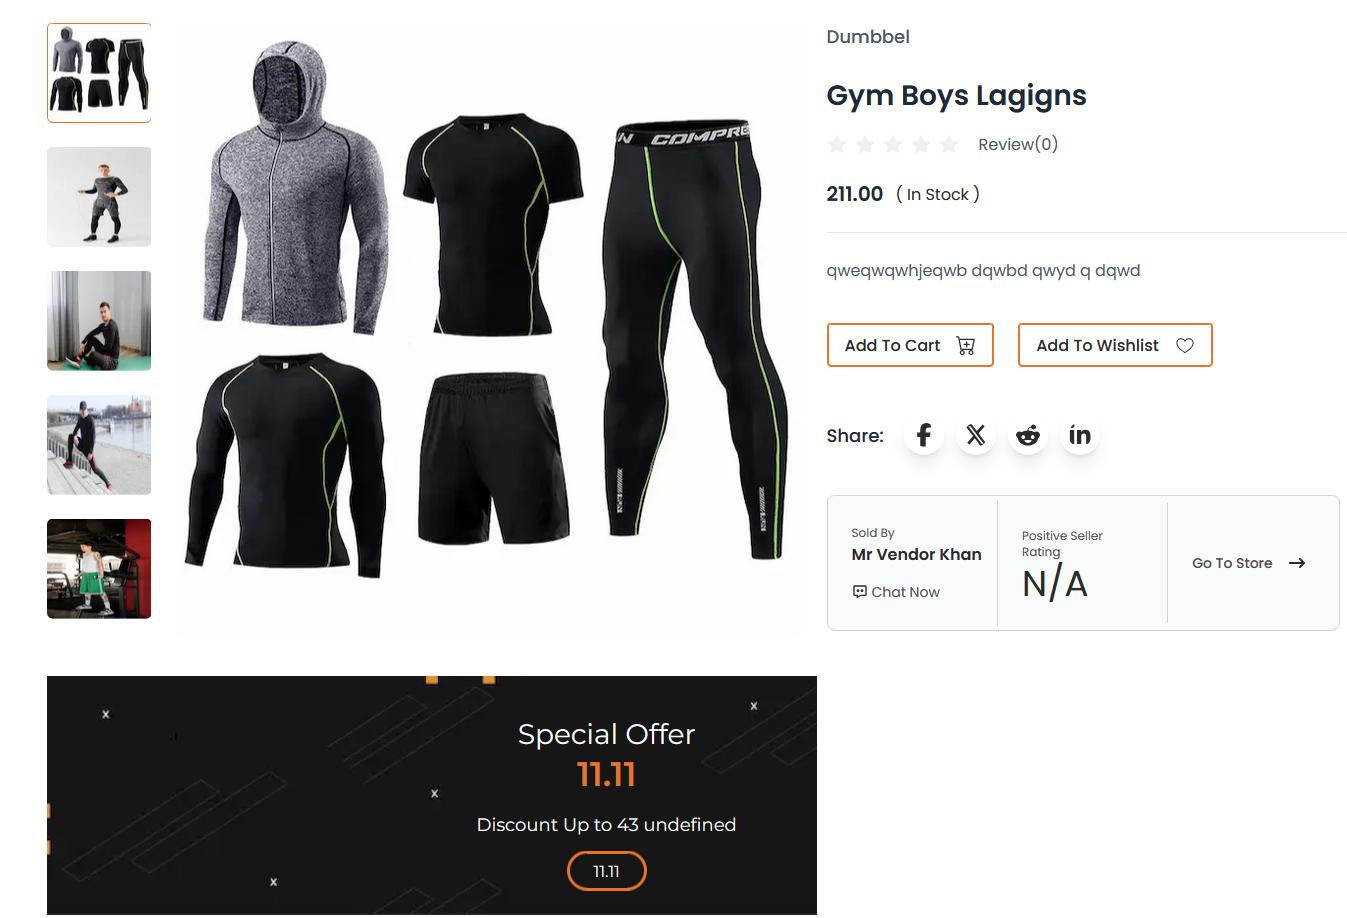 Dumbbel
Gym Boys Lagigns
Review(0)
211.00 ( In Stock )
qweqwqwhjeqwb dqwbd qwyd q dqwd
Add To Cart
Add To Wishlist
Share:
Sold By
Mr Vendor Khan
Chat Now
Positive Seller
Rating
N/A
Go To Store
COMPRE
Special Offer
11.11
Discount Up to 43 undefined
11.11